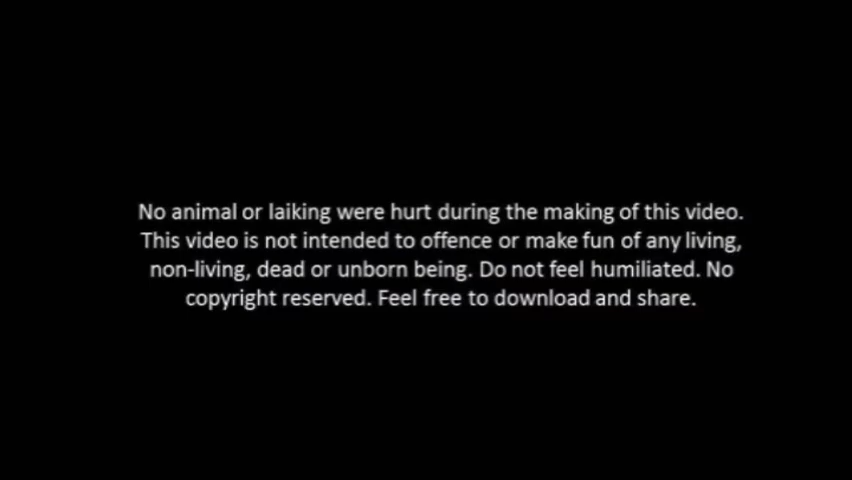 No animal or laiking were hurt during the making of this video.
This video is not intended to offence or make fun of any living,
non-living, dead or unborn being. Do not feel humiliated. No
copyright reserved. Feel free to download and share.